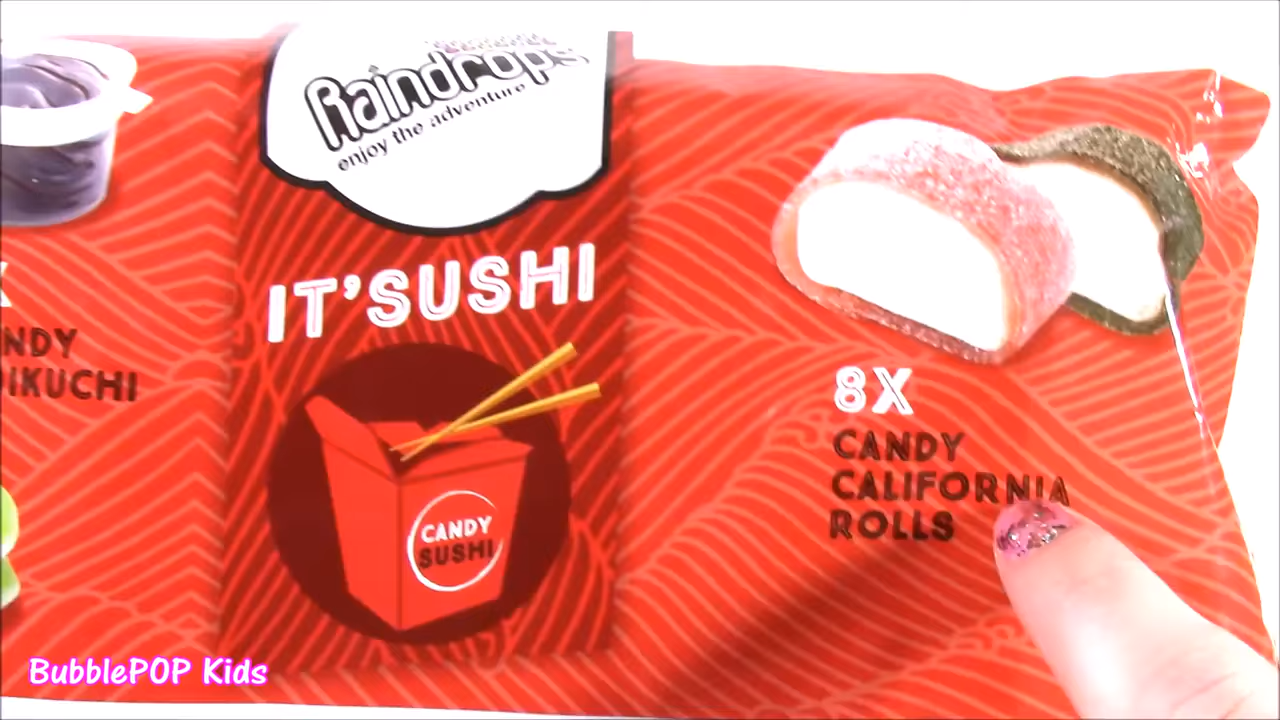 Raindrops
enjoy the adventure
IT'SUSHI
CANDY
SUSHI
X
NDY
IKUCHI
8X
CANDY
CALIFORNIA
ROLLS
BubblePOP Kids